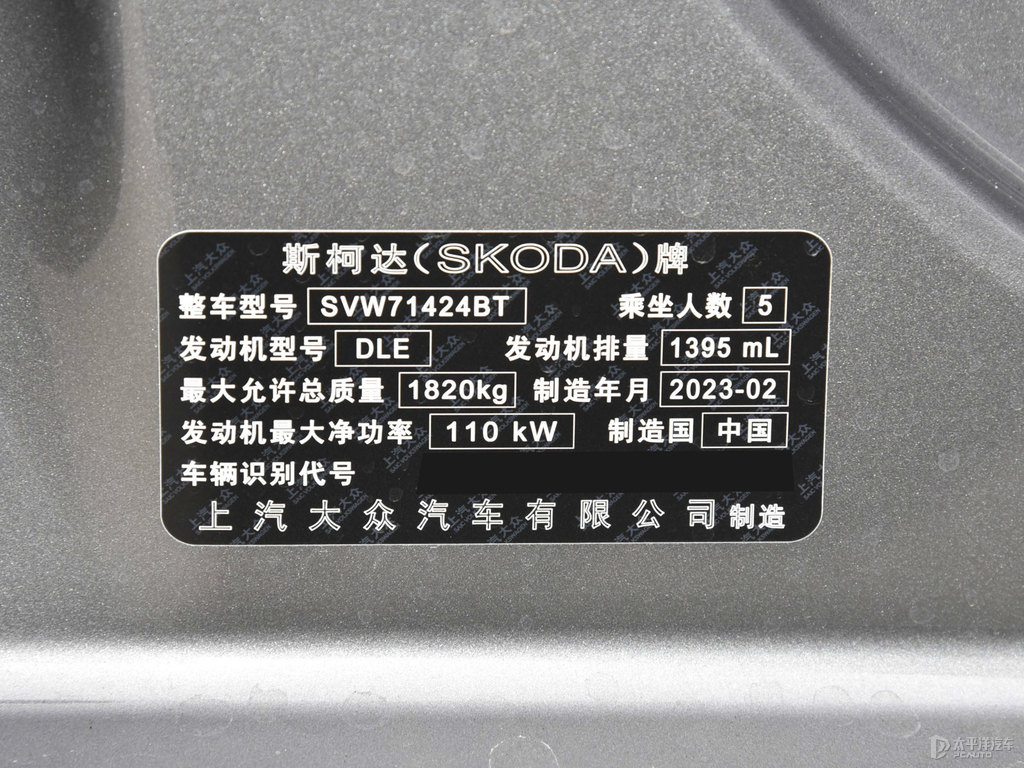 斯柯达(SKODA)牌
整车型号 SVW71424BT 乘坐人数 5
发动机型号 DLE 发动机排量 1395 mL
最大允许总质量 1820kg 制造年月 2023-02
发动机最大净功率 110 kW 制造国 中国
车辆识别代号
上汽大众汽车有限公司 制造
太平洋汽车
PCAUTO